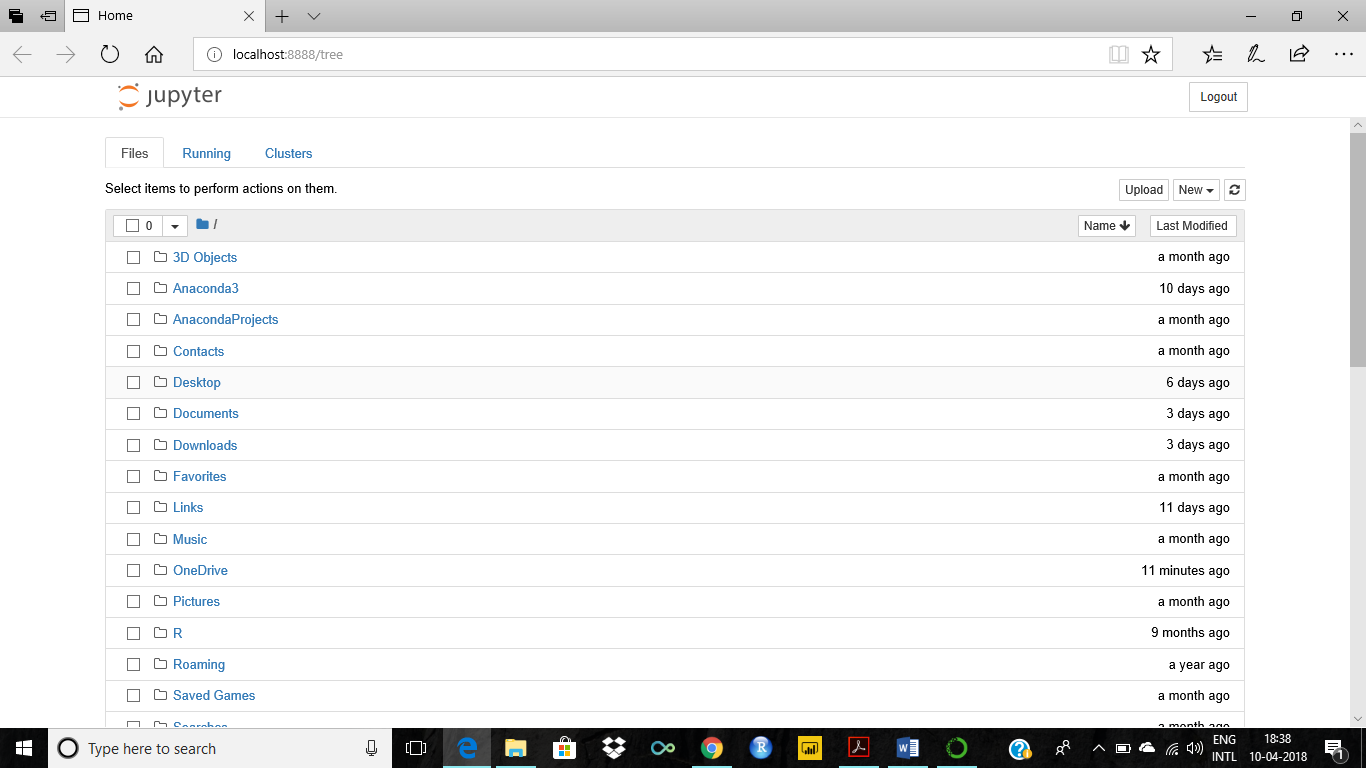 Home
localhost:8888/tree
jupyter
Logout
Files Running Clusters
Select items to perform actions on them.
Upload New
0 / Name Last Modified
3D Objects a month ago
Anaconda3 10 days ago
AnacondaProjects a month ago
Contacts a month ago
Desktop 6 days ago
Documents 3 days ago
Downloads 3 days ago
Favorites a month ago
Links 11 days ago
Music a month ago
OneDrive 11 minutes ago
Pictures a month ago
R 9 months ago
Roaming a year ago
Saved Games a month ago
Searches a month ago
Type here to search
ENG 18:38
INTL 10-04-2018
1